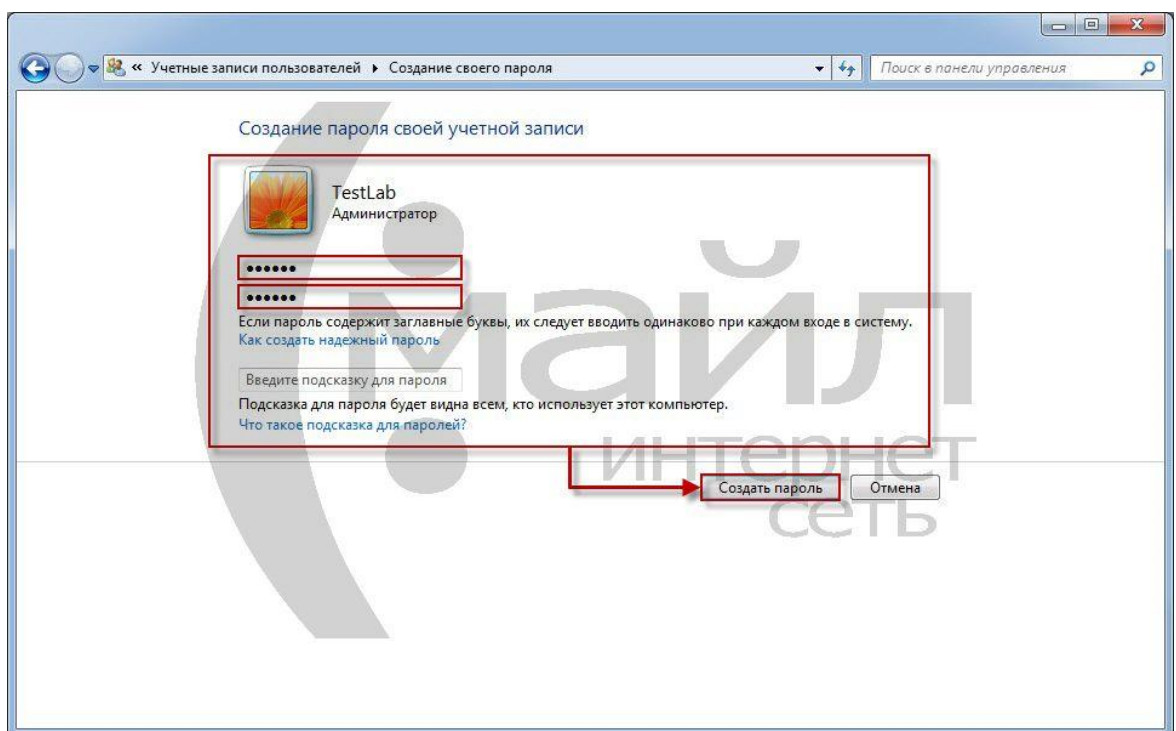 « Учетные записи пользователей ▸ Создание своего пароля
Поиск в панели управления
Создание пароля своей учетной записи
TestLab
Администратор
••••••
••••••
Если пароль содержит заглавные буквы, их следует вводить одинаково при каждом входе в систему.
Как создать надежный пароль
Введите подсказку для пароля
Подсказка для пароля будет видна всем, кто использует этот компьютер.
Что такое подсказка для паролей?
Создать пароль
Отмена
майл
интернет
сеть